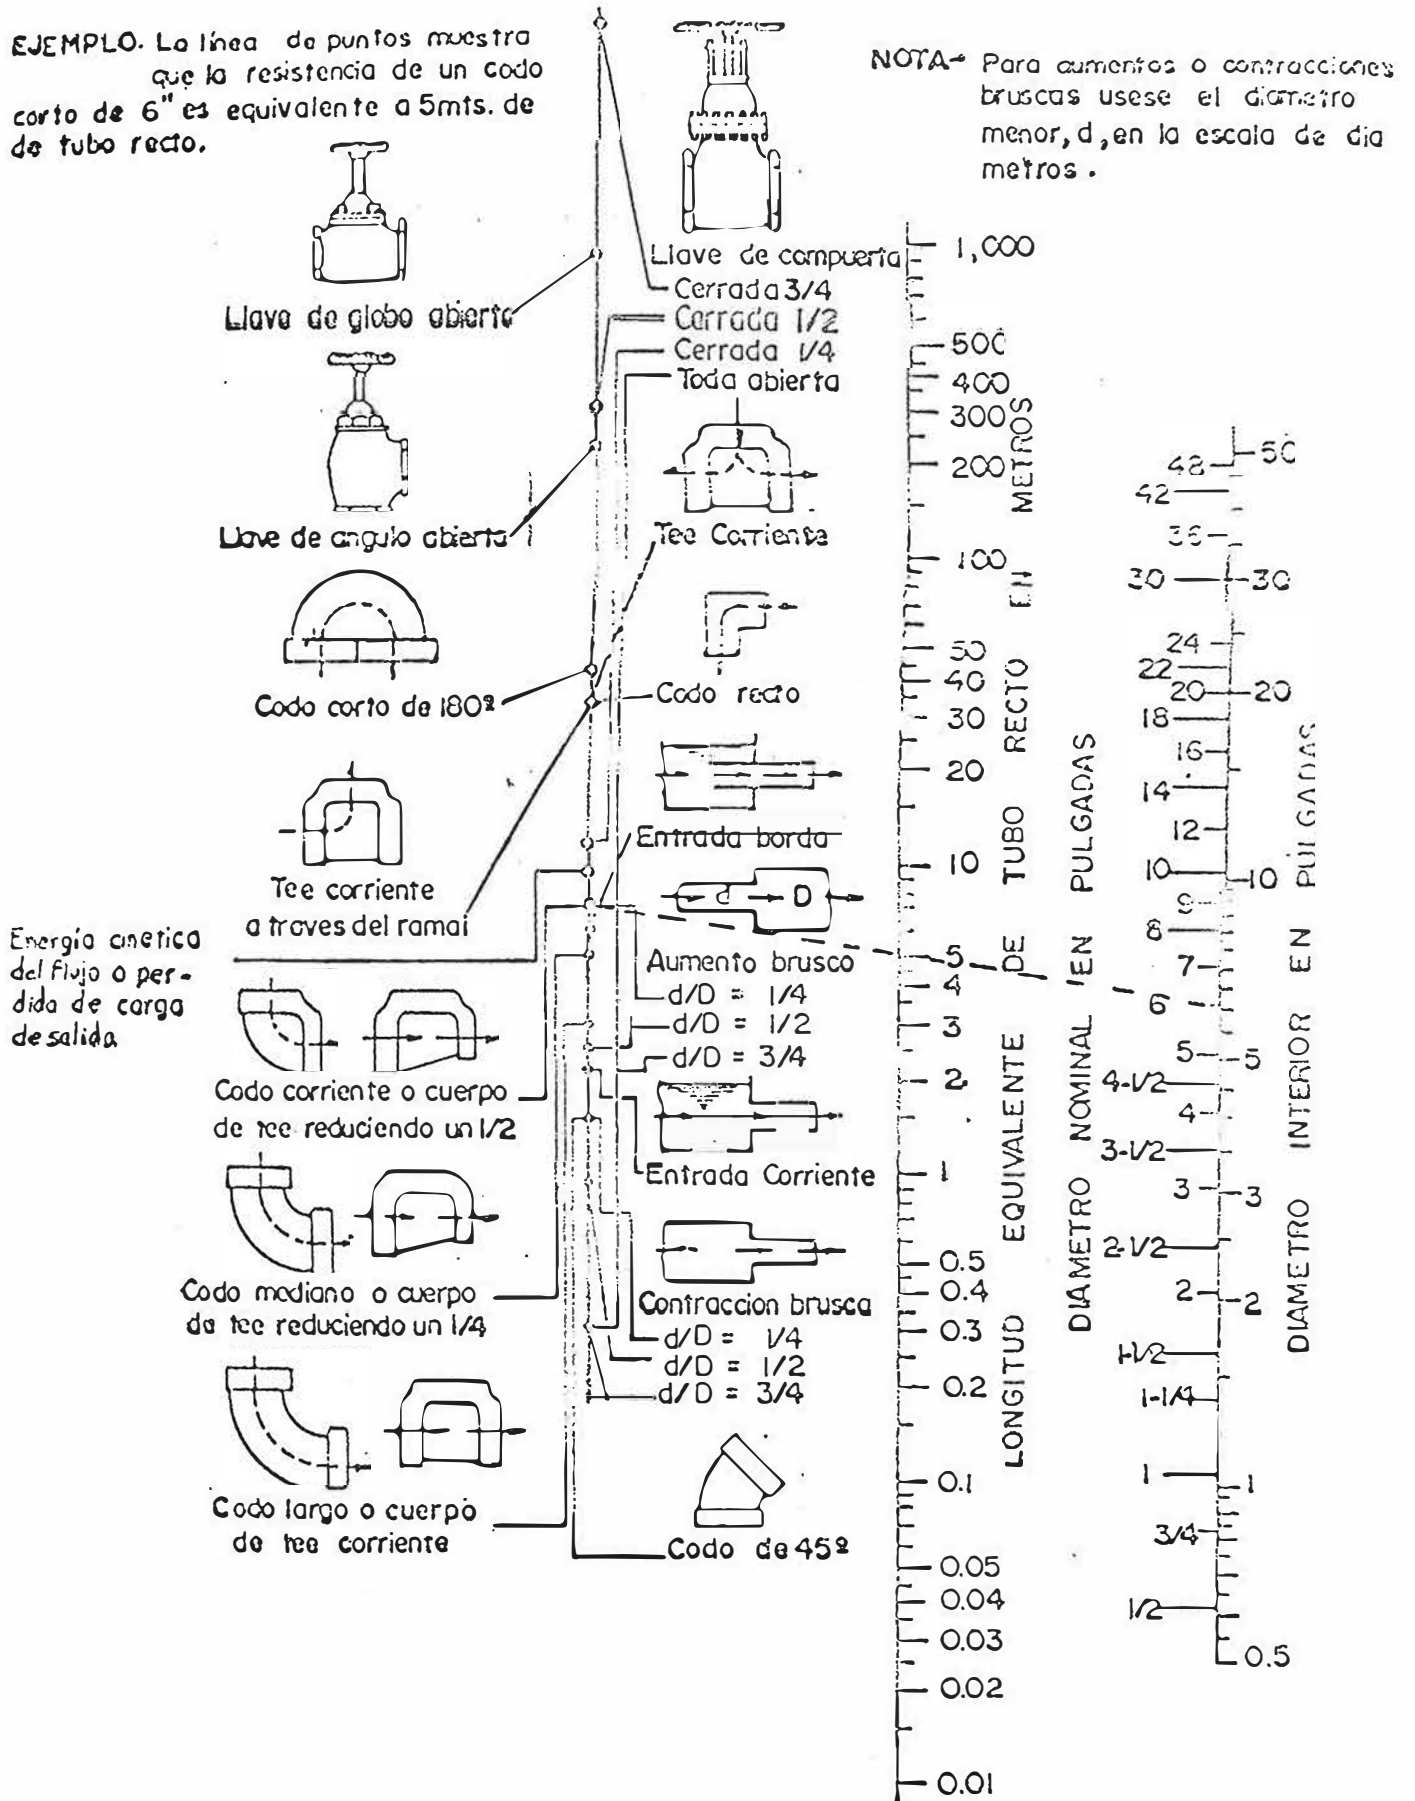 EJEMPLO. La línea de puntos muestra
que la resistencia de un codo
corto de 6" es equivalente a 5mts. de
de tubo recto.
NOTA- Para aumentos o contracciones
bruscas usese el diametro
menor, d, en la escala de dia
metros.
Llave de globo abierta
Llave de angulo abierta
Codo corto de 180º
Tee corriente
a traves del ramal
Energía cinetica
del flujo o per-
dida de carga
de salida
Codo corriente o cuerpo
de tee reduciendo un 1/2
Codo mediano o cuerpo
de tee reduciendo un 1/4
Codo largo o cuerpo
de tee corriente
Llave de compuerta
Cerrada 3/4
Cerrada 1/2
Cerrada 1/4
Toda abierta
Tee Corriente
Codo recto
Entrada borda
d D
Aumento brusco
d/D = 1/4
d/D = 1/2
d/D = 3/4
Entrada Corriente
Contraccion brusca
d/D = 1/4
d/D = 1/2
d/D = 3/4
Codo de 45º
1,000
500
400
300
200
100
50
40
30
20
10
5
4
3
2
1
0.5
0.4
0.3
0.2
0.1
0.05
0.04
0.03
0.02
0.01
LONGITUD EQUIVALENTE DE TUBO RECTO EN METROS
DIAMETRO NOMINAL EN PULGADAS
48
42
36
30
24
22
20
18
16
14
12
10
9
8
7
6
5
4-1/2
4
3-1/2
3
2-1/2
2
1-1/2
1-1/4
1
3/4
1/2
50
30
20
10
5
3
2
1
0.5
DIAMETRO INTERIOR EN PULGADAS